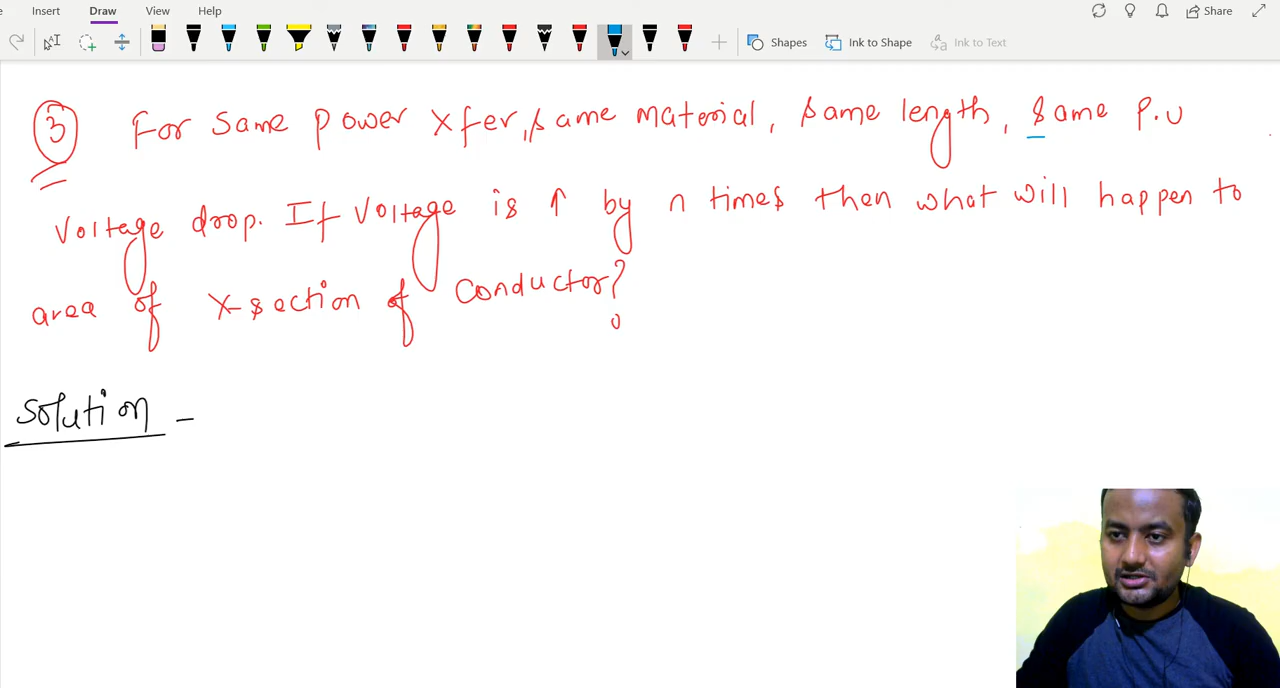 Insert Draw View Help Share
Shapes Ink to Shape Ink to Text
3 For same power xfer, same material, same length, same p.u
voltage drop. If voltage is ↑ by n times then what will happen to
area of x-section of conductor?
Solution -